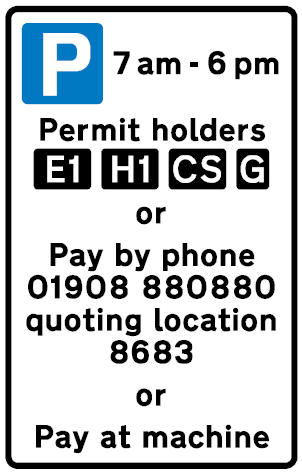 P 7 am - 6 pm
Permit holders
E1 H1 CS G
or
Pay by phone
01908 880880
quoting location
8683
or
Pay at machine